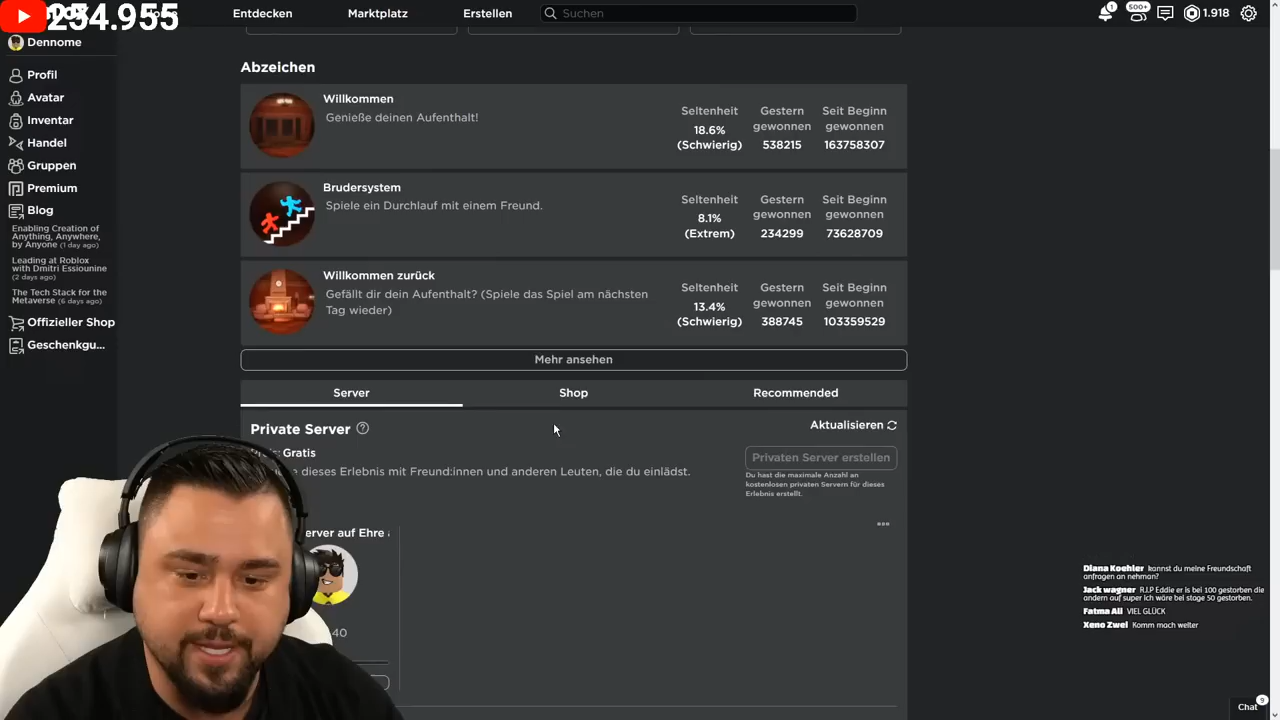 254.955
Entdecken
Marktplatz
Erstellen
Suchen
1
500+
1.918
Dennome
Profil
Avatar
Inventar
Handel
Gruppen
Premium
Blog
Enabling Creation of
Anything, Anywhere,
by Anyone (1 day ago)
Leading at Roblox
with Dmitri Essiounine
(2 days ago)
The Tech Stack for the
Metaverse (6 days ago)
Offizieller Shop
Geschenkgu...
Abzeichen
Willkommen
Genieße deinen Aufenthalt!
Seltenheit
18.6%
(Schwierig)
Gestern
gewonnen
538215
Seit Beginn
gewonnen
163758307
Brudersystem
Spiele ein Durchlauf mit einem Freund.
Seltenheit
8.1%
(Extrem)
Gestern
gewonnen
234299
Seit Beginn
gewonnen
73628709
Willkommen zurück
Gefällt dir dein Aufenthalt? (Spiele das Spiel am nächsten
Tag wieder)
Seltenheit
13.4%
(Schwierig)
Gestern
gewonnen
388745
Seit Beginn
gewonnen
103359529
Mehr ansehen
Server
Shop
Recommended
Private Server ?
Aktualisieren
Gratis
dieses Erlebnis mit Freund:innen und anderen Leuten, die du einlädst.
Privaten Server erstellen
Du hast die maximale Anzahl an
kostenlosen privaten Servern für dieses
Erlebnis erstellt.
auf Ehre
40
Diana Koehler kannst du meine Freundschaft
anfragen an nehman?
Jack wagner R.I.P Eddie er is bei 100 gestorben die
andern auf super ich wäre bei stage 50 gestorben.
Fatma Ali VIEL GLÜCK
Xeno Zwei Komm mach weiter
Chat
9